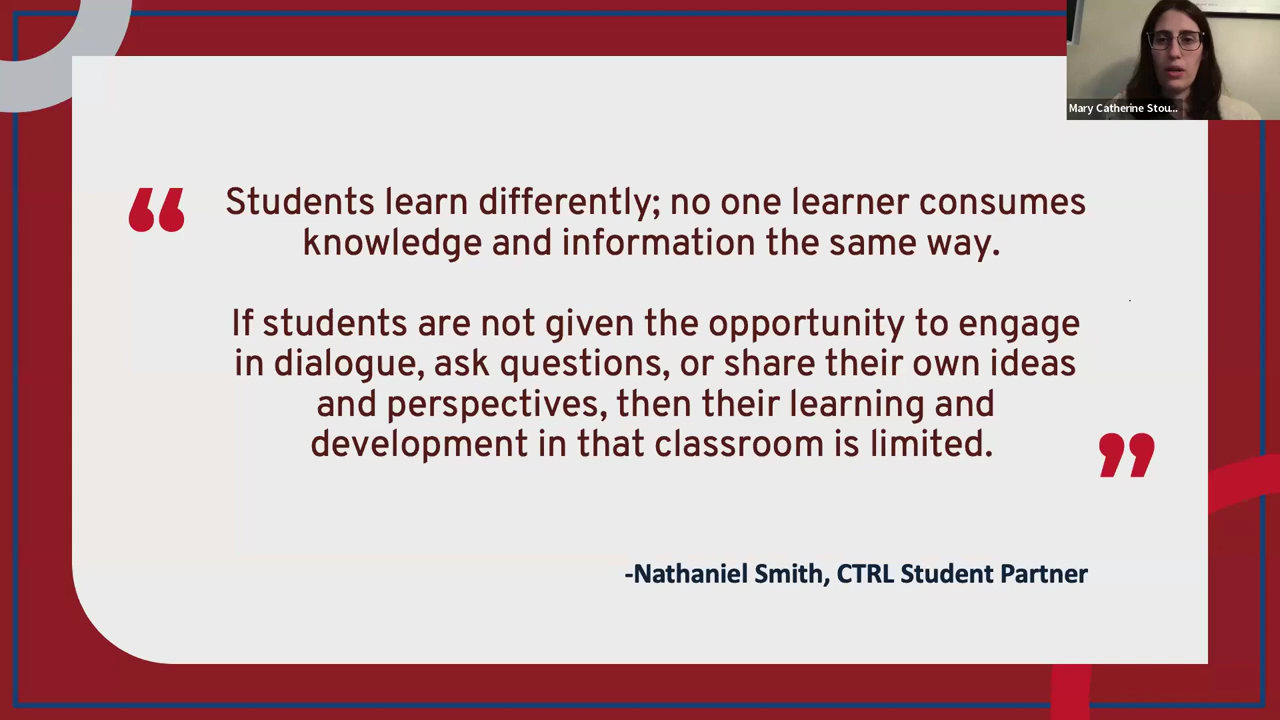 Mary Catherine Stou...
“
Students learn differently; no one learner consumes
knowledge and information the same way.
If students are not given the opportunity to engage
in dialogue, ask questions, or share their own ideas
and perspectives, then their learning and
development in that classroom is limited.
”
-Nathaniel Smith, CTRL Student Partner